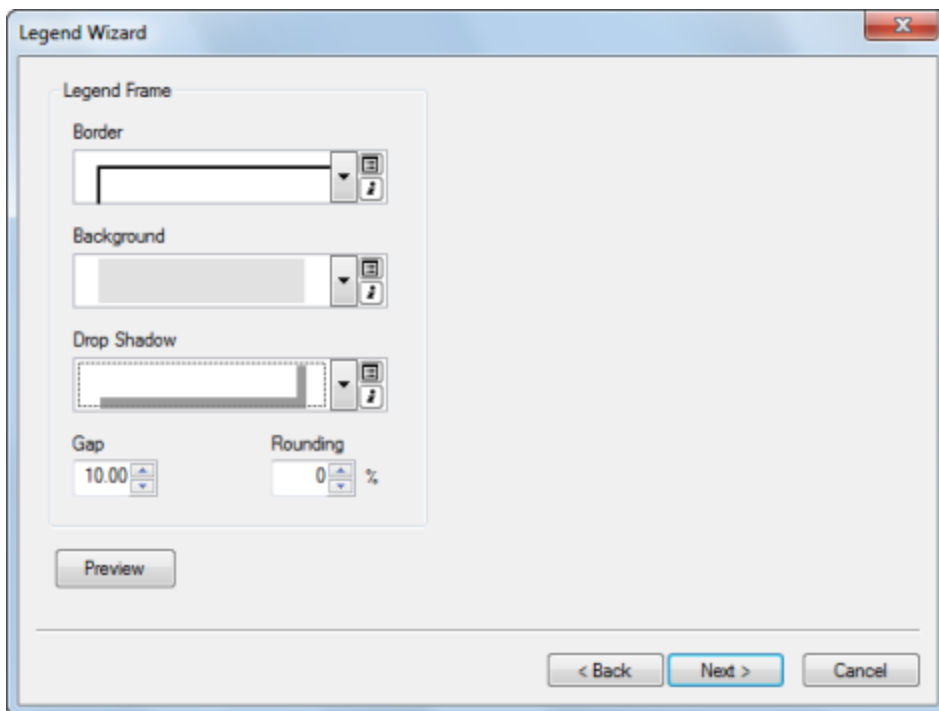 Legend Wizard
Legend Frame
Border
Background
Drop Shadow
Gap Rounding
10.00 0 %
Preview
< Back Next > Cancel